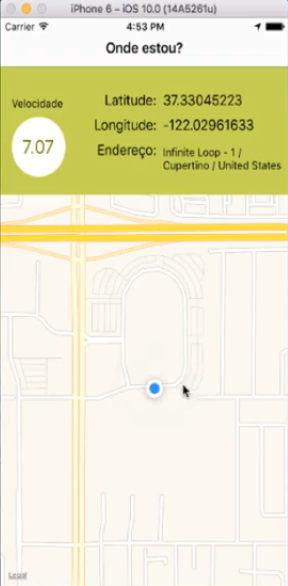 iPhone 6 – iOS 10.0 (14A5261u)
Carrier 4:53 PM
Onde estou?
Velocidade
7.07
Latitude: 37.33045223
Longitude: -122.02961633
Endereço: Infinite Loop - 1 /
Cupertino / United States
Legal